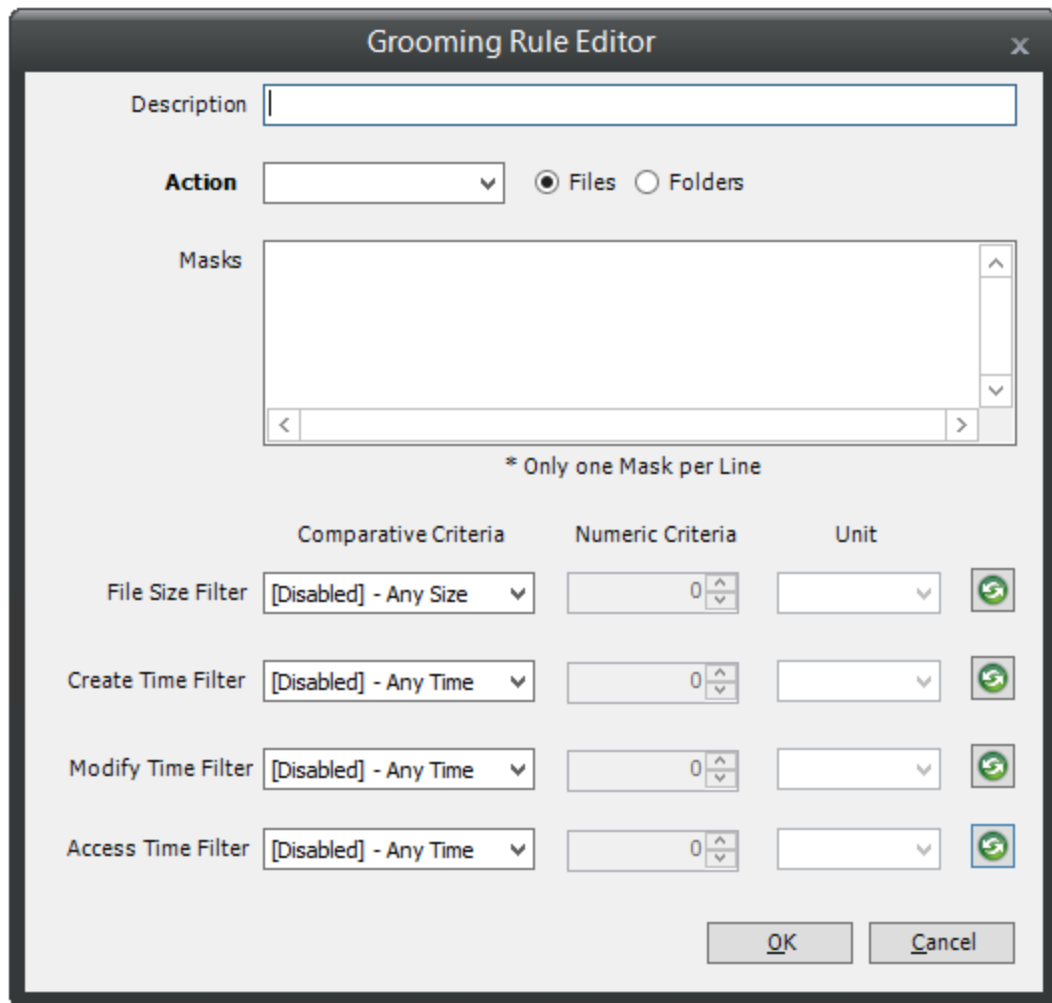 Grooming Rule Editor x
Description
Action Files Folders
Masks
* Only one Mask per Line
Comparative Criteria Numeric Criteria Unit
File Size Filter [Disabled] - Any Size 0
Create Time Filter [Disabled] - Any Time 0
Modify Time Filter [Disabled] - Any Time 0
Access Time Filter [Disabled] - Any Time 0
OK Cancel